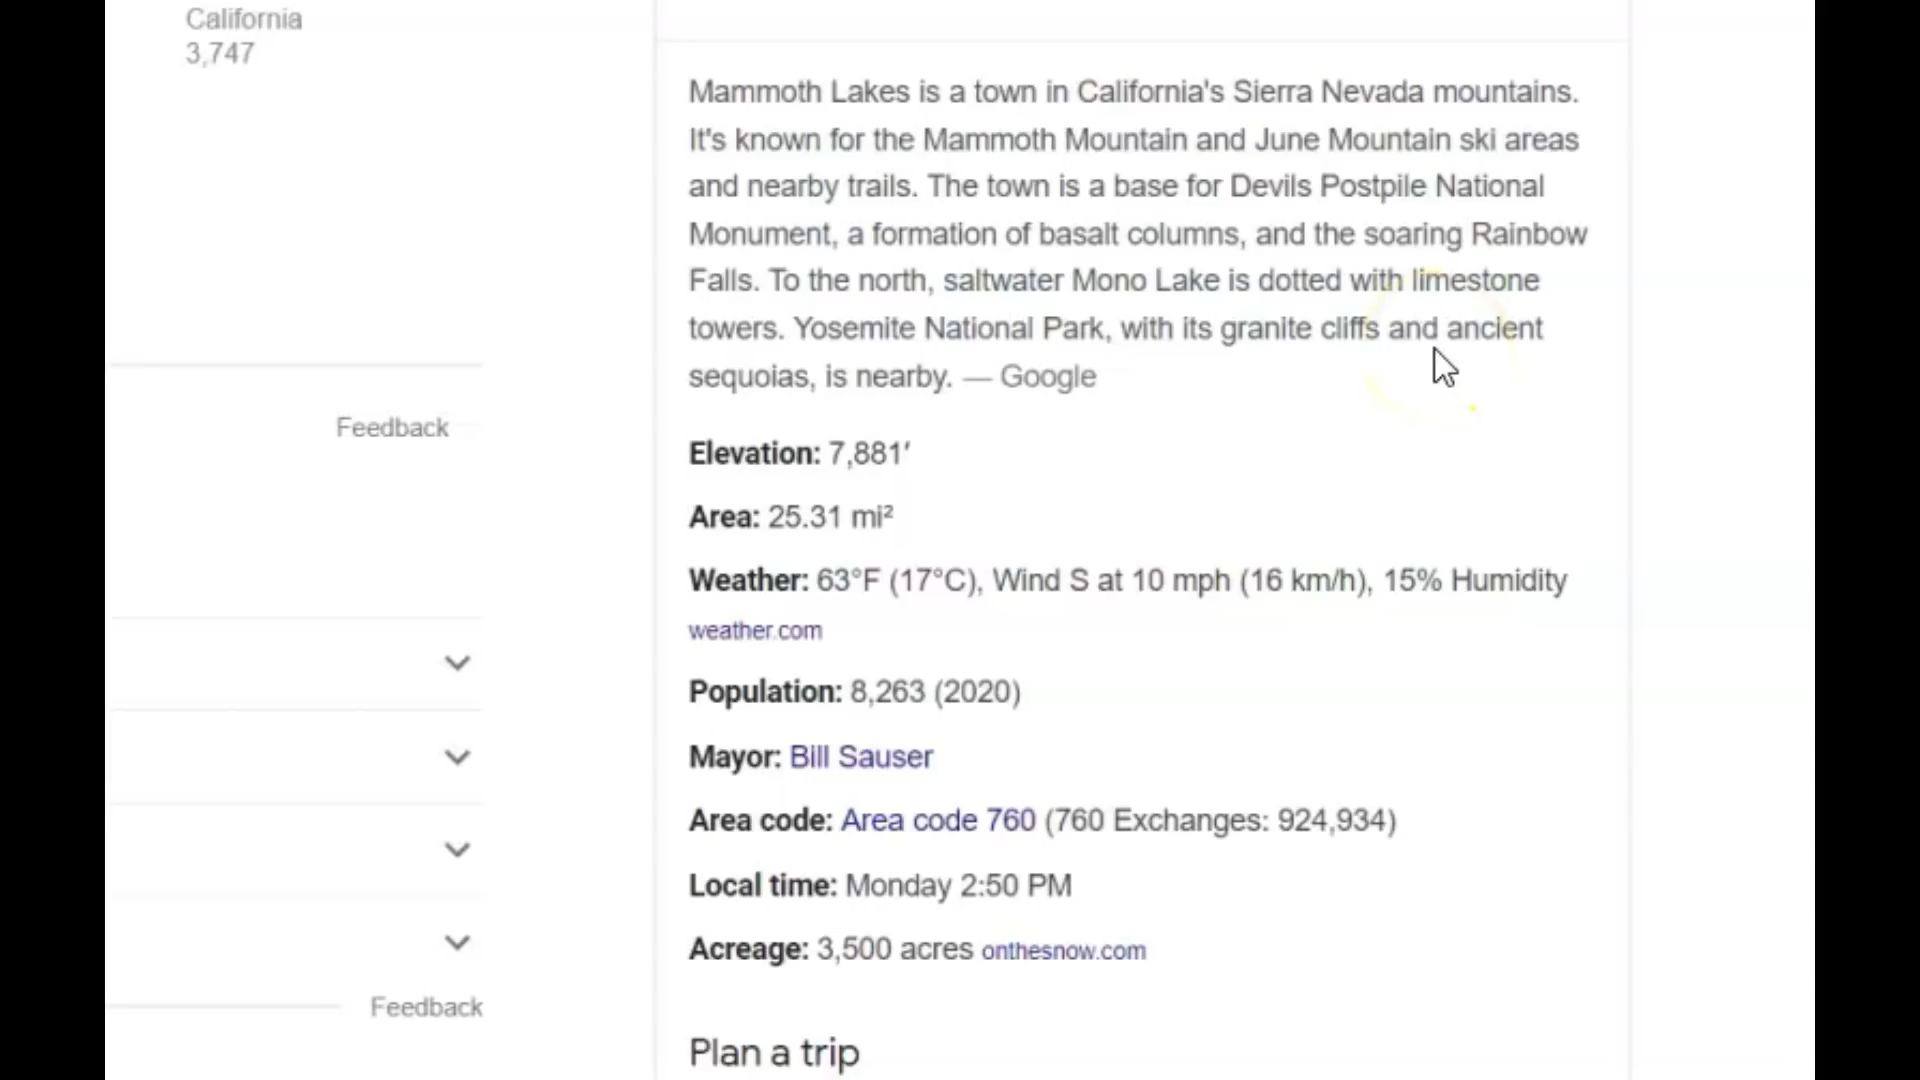 California
3,747
Mammoth Lakes is a town in California's Sierra Nevada mountains.
It's known for the Mammoth Mountain and June Mountain ski areas
and nearby trails. The town is a base for Devils Postpile National
Monument, a formation of basalt columns, and the soaring Rainbow
Falls. To the north, saltwater Mono Lake is dotted with limestone
towers. Yosemite National Park, with its granite cliffs and ancient
sequoias, is nearby. — Google
Feedback
Elevation: 7,881′
Area: 25.31 mi²
Weather: 63°F (17°C), Wind S at 10 mph (16 km/h), 15% Humidity
weather.com
Population: 8,263 (2020)
Mayor: Bill Sauser
Area code: Area code 760 (760 Exchanges: 924,934)
Local time: Monday 2:50 PM
Acreage: 3,500 acres onthesnow.com
Feedback
Plan a trip